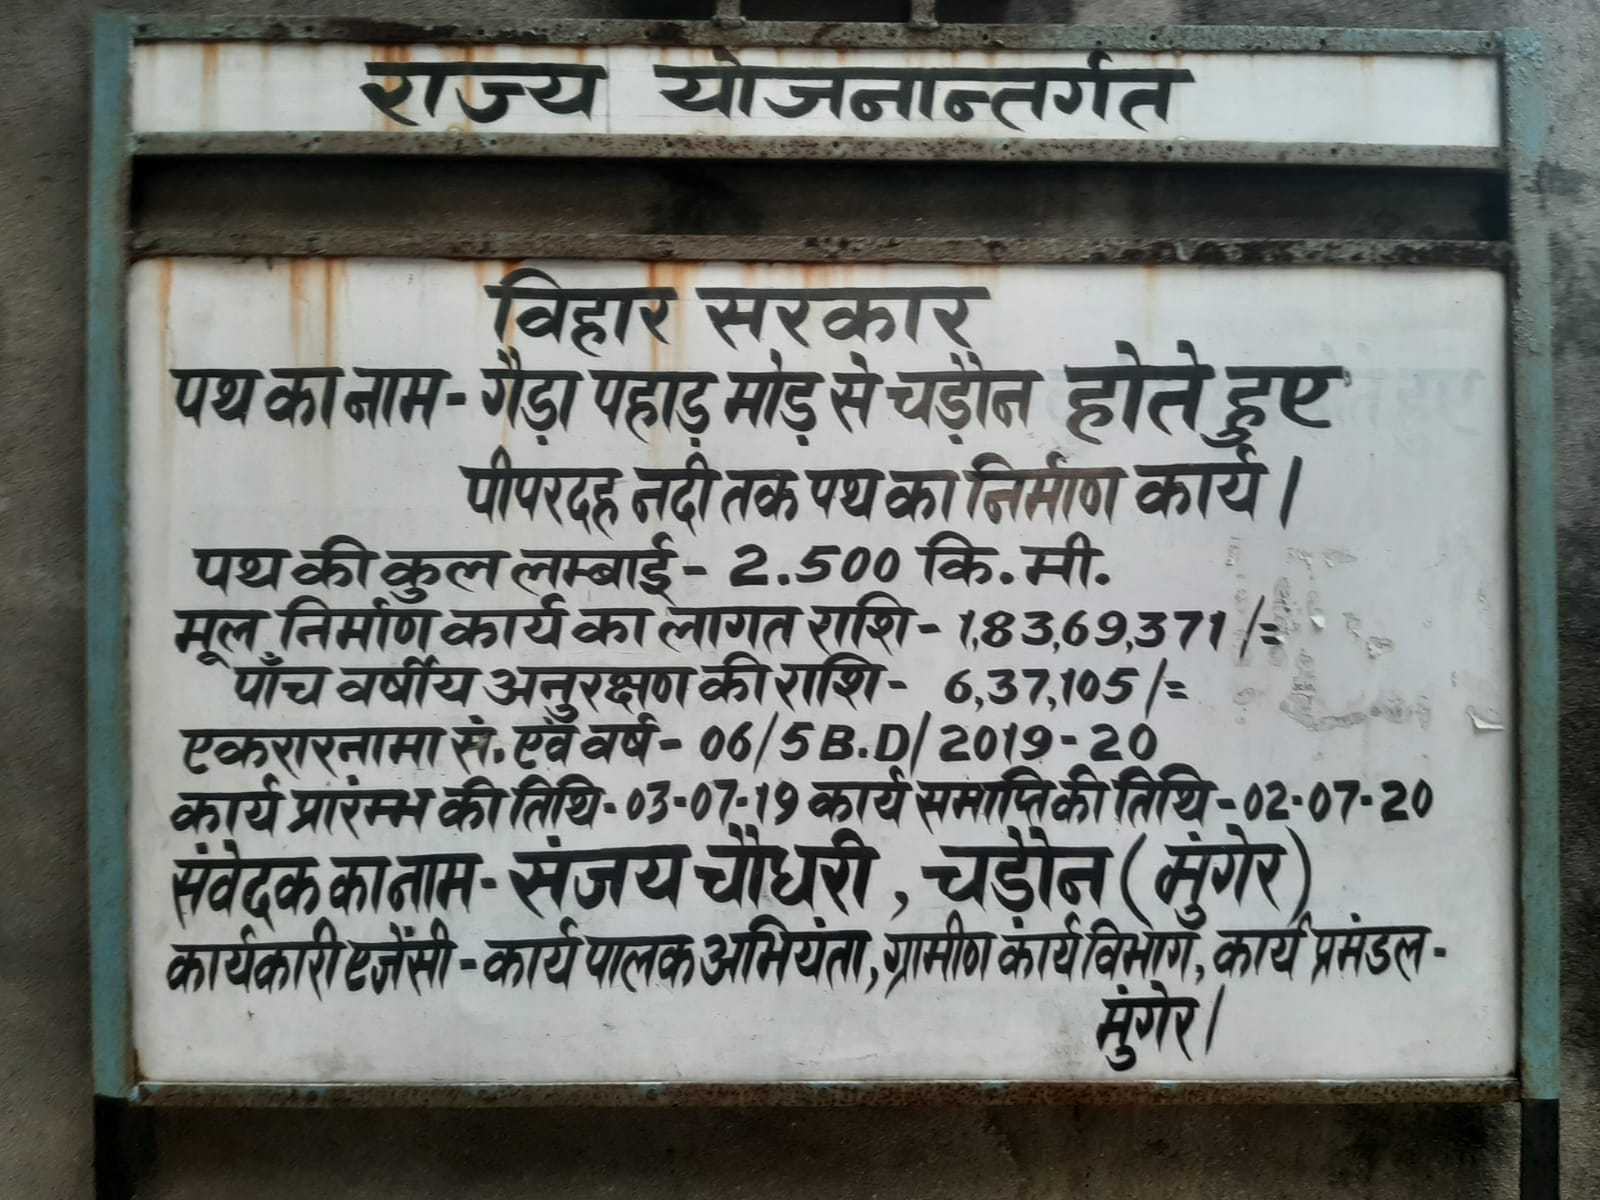 राज्य योजनान्तर्गत
विहार सरकार
पथ का नाम - गैड़ा पहाड़ मोड़ से चड़ौन होते हुए
पीपरदह नदी तक पथ का निर्माण कार्य।
पथ की कुल लम्बाई - 2.500 कि.मी.
मूल निर्माण कार्य का लागत राशि - 1,83,69,371/=
पाँच वर्षीय अनुरक्षण की राशि - 6,37,105/=
एकरारनामा सं. एवं वर्ष - 06/5B.D/2019-20
कार्य प्रारंम्भ की तिथि - 03-07-19 कार्य समाप्ति की तिथि - 02-07-20
संवेदक का नाम - संजय चौधरी, चड़ौन (मुंगेर)
कार्यकारी एजेंसी - कार्य पालक अभियंता, ग्रामीण कार्य विभाग, कार्य प्रमंडल -
मुंगेर।